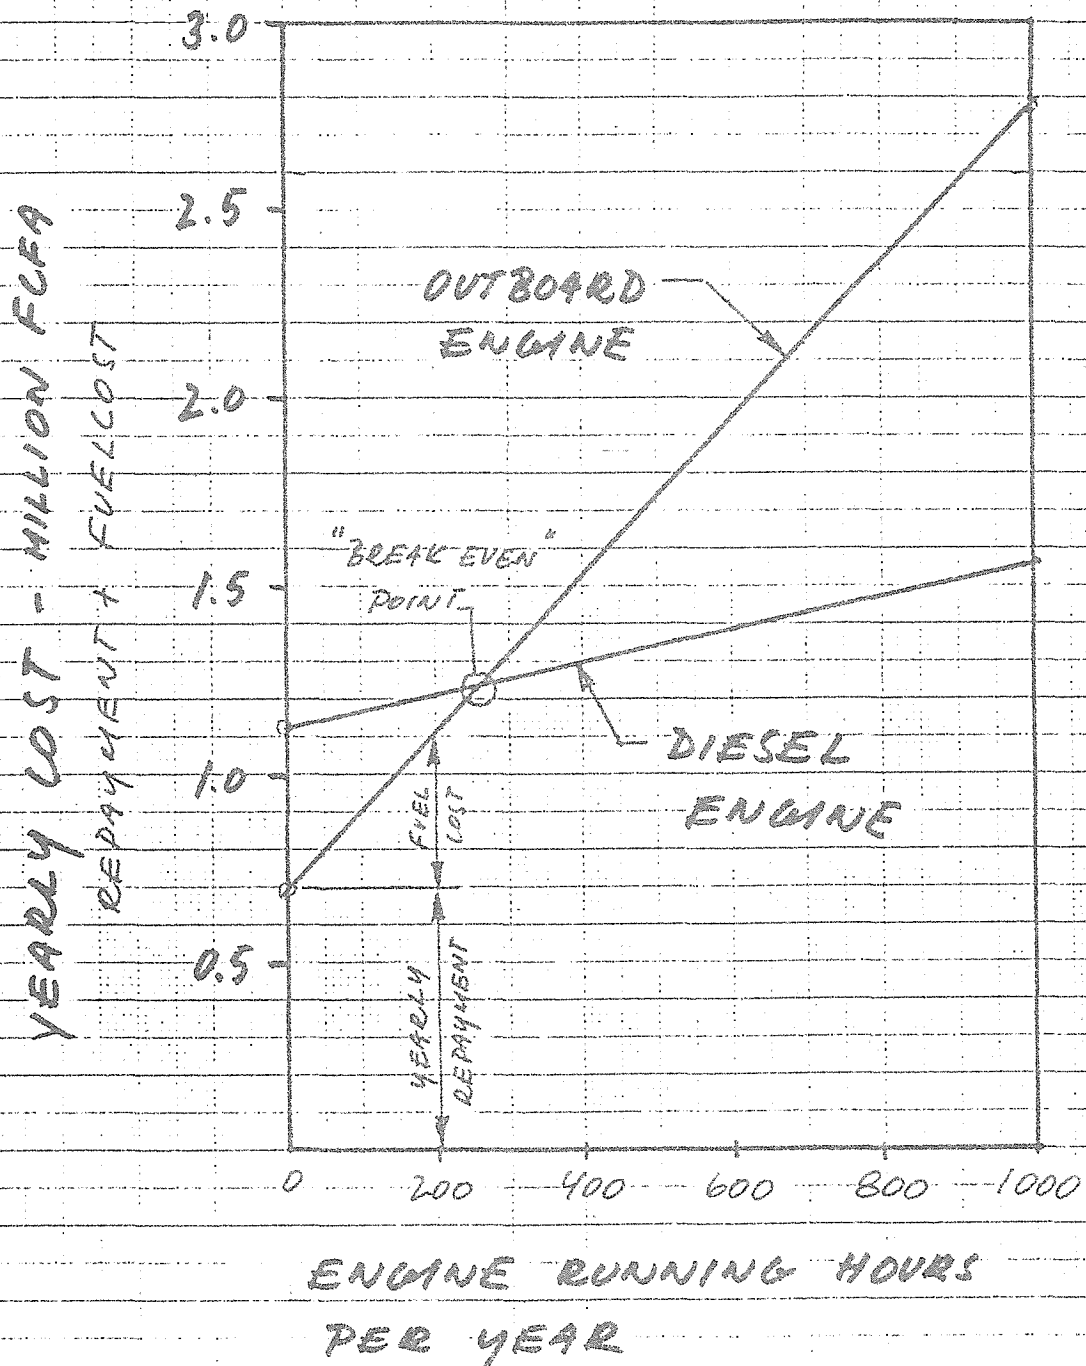 3.0
2.5
2.0
1.5
1.0
0.5
YEARLY COST - MILLION FCFA
REPAYMENT + FUELCOST
OUTBOARD
ENGINE
"BREAK EVEN"
POINT
DIESEL
ENGINE
FUEL
COST
YEARLY
REPAYMENT
0 200 400 600 800 1000
ENGINE RUNNING HOURS
PER YEAR